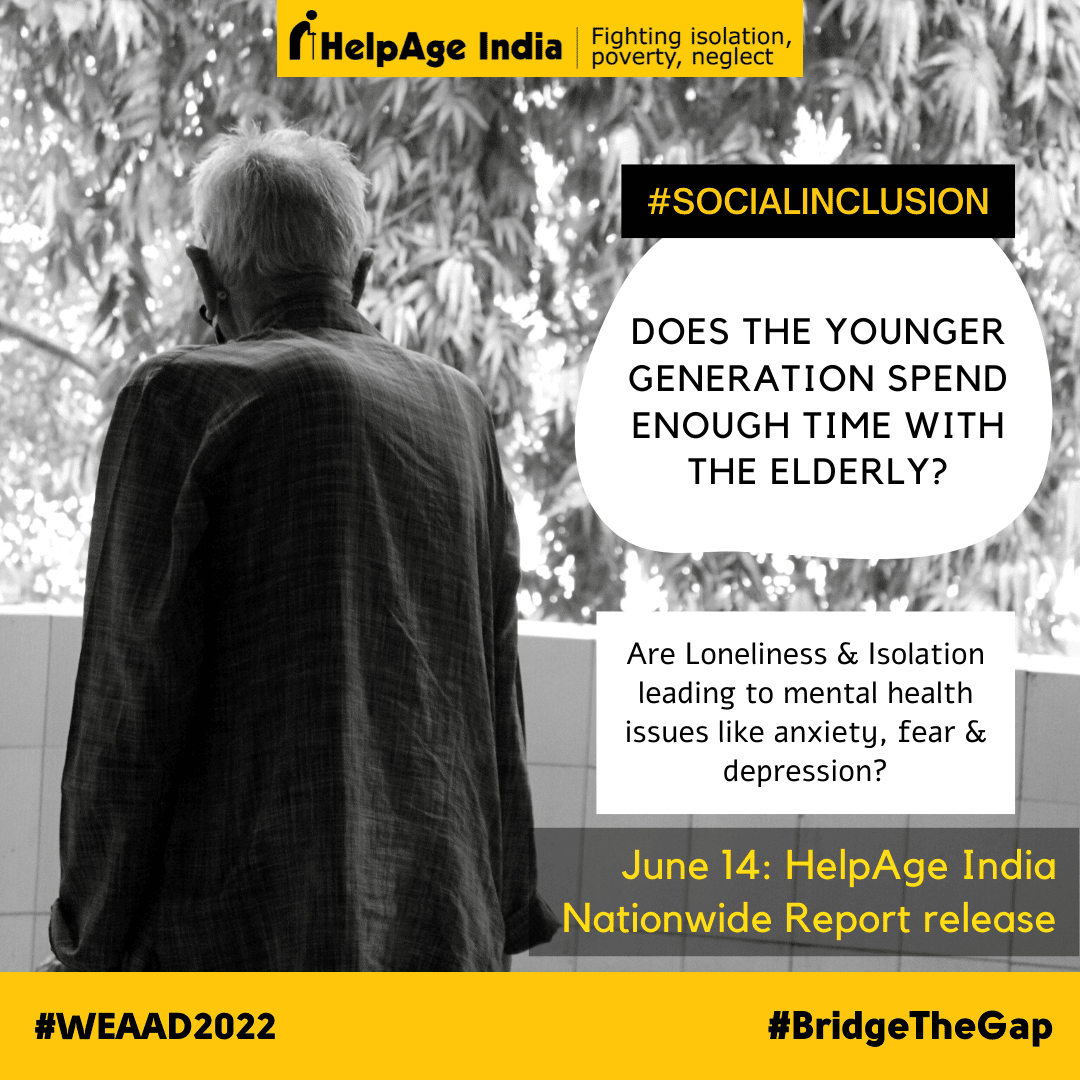 HelpAge India
Fighting isolation,
poverty, neglect
#SOCIALINCLUSION
DOES THE YOUNGER
GENERATION SPEND
ENOUGH TIME WITH
THE ELDERLY?
Are Loneliness & Isolation
leading to mental health
issues like anxiety, fear &
depression?
June 14: HelpAge India
Nationwide Report release
#WEAAD2022
#BridgeTheGap